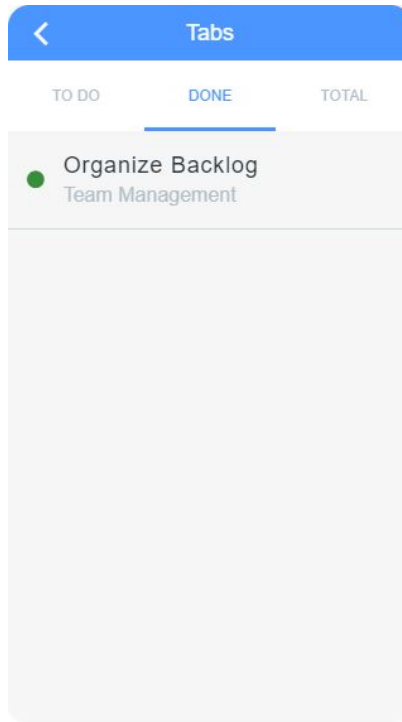 Tabs
TO DO DONE TOTAL
Organize Backlog
Team Management